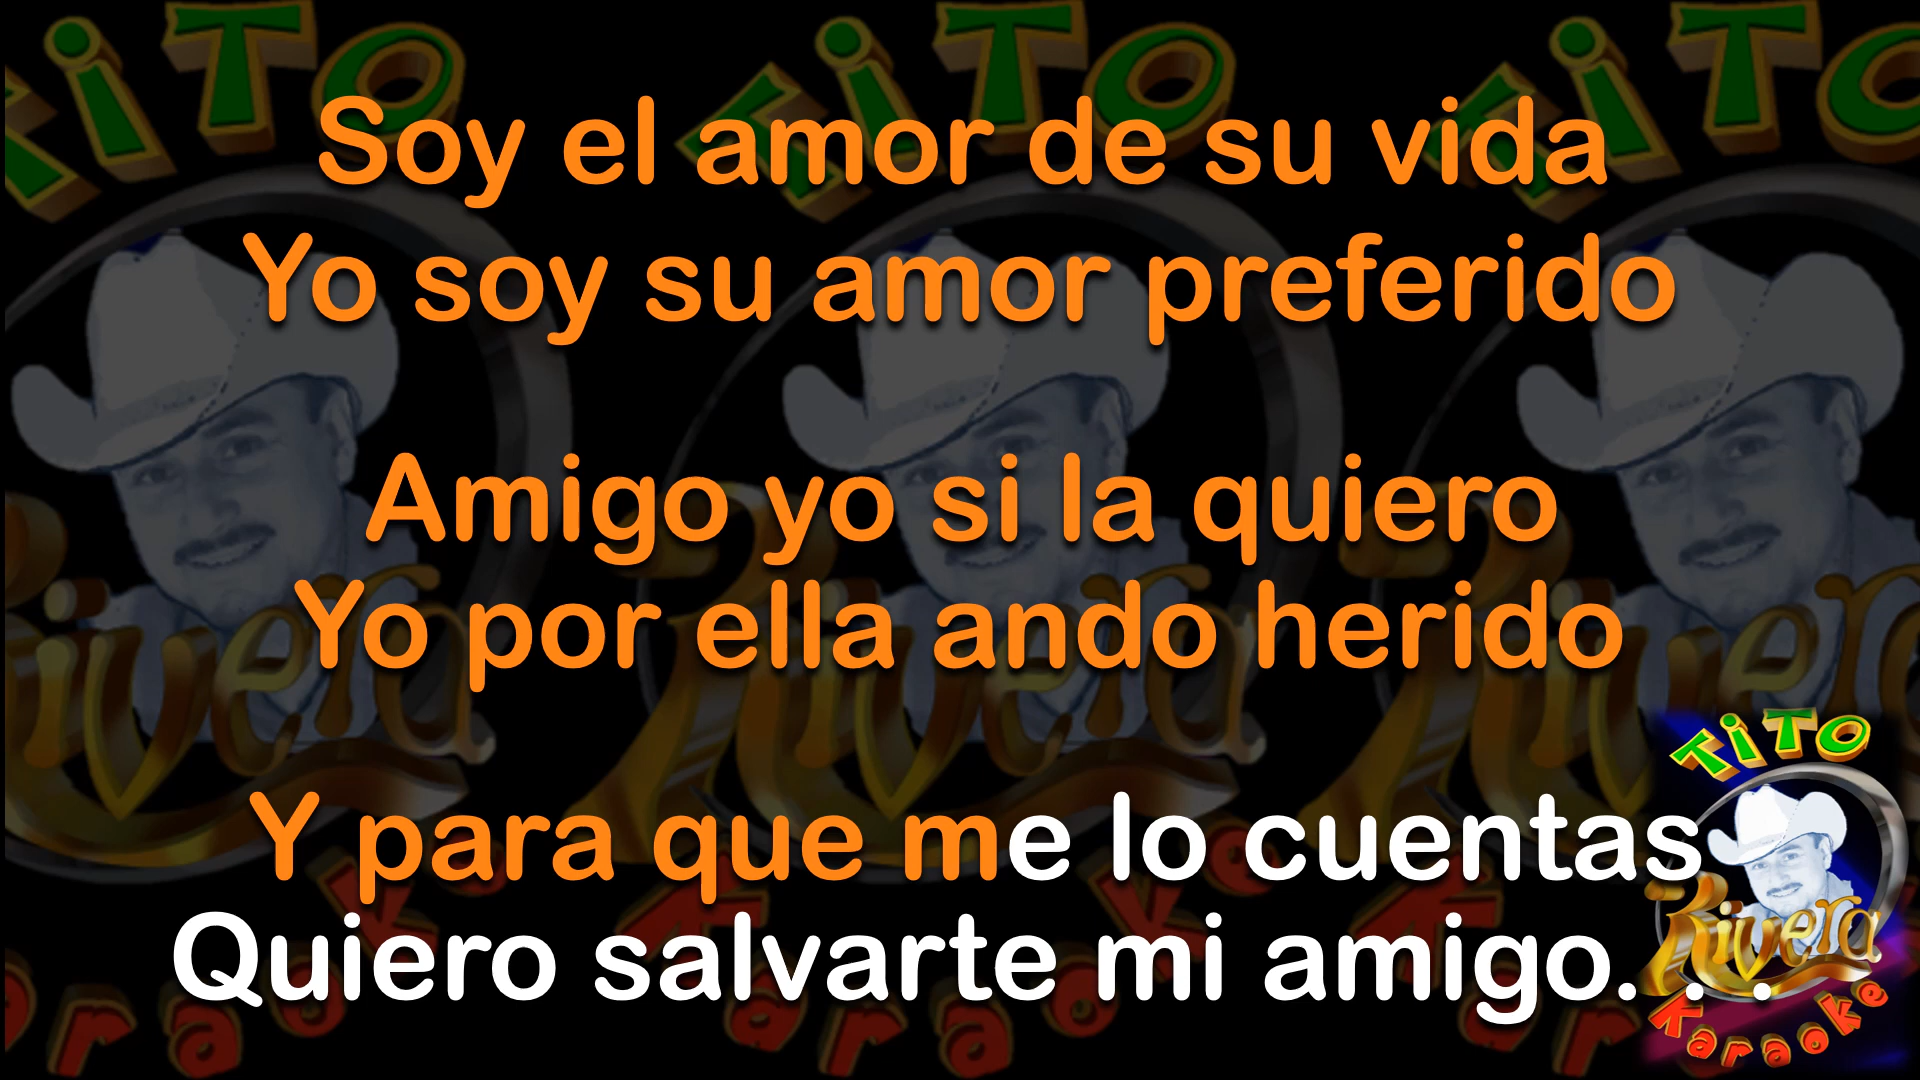 Soy el amor de su vida
Yo soy su amor preferido
Amigo yo si la quiero
Yo por ella ando herido
Y para que me lo cuentas
Quiero salvarte mi amigo. . .
TiTO
Rivera
Karaoke